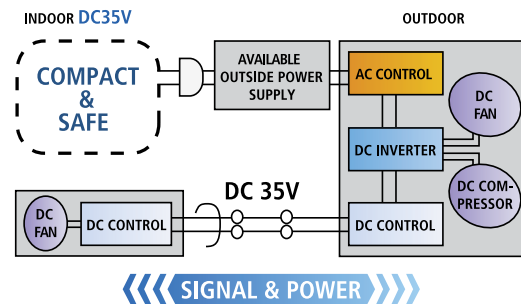 INDOOR DC35V
OUTDOOR
COMPACT
&
SAFE
AVAILABLE
OUTSIDE POWER
SUPPLY
AC CONTROL
DC
FAN
DC INVERTER
DC COM-
PRESSOR
DC
FAN
DC CONTROL
DC 35V
DC CONTROL
SIGNAL & POWER